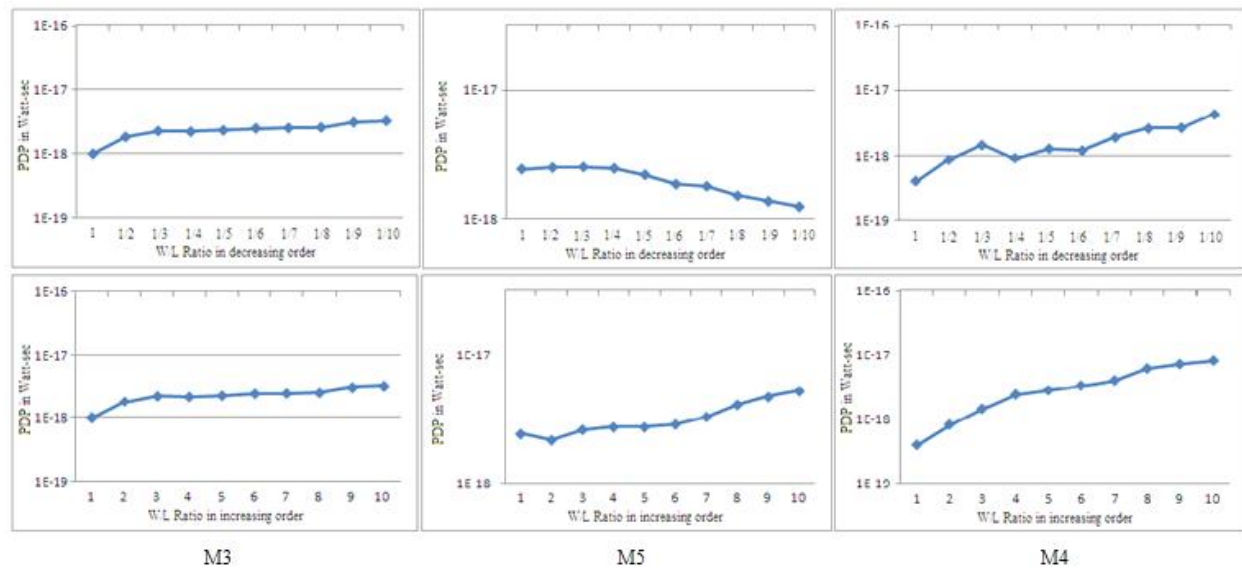 1E-16
1E-17
1E-18
1E-19
PDP in Watt-sec
1 1/2 1/3 1/4 1/5 1/6 1/7 1/8 1/9 1/10
W/L Ratio in decreasing order
1E-17
1E-18
PDP in Watt-sec
1 1/2 1/3 1/4 1/5 1/6 1/7 1/8 1/9 1/10
W/L Ratio in decreasing order
1E-16
1E-17
1E-18
1E-19
PDP in Watt-sec
1 1/2 1/3 1/4 1/5 1/6 1/7 1/8 1/9 1/10
W/L Ratio in decreasing order
1E-16
1E-17
1E-18
1E-19
PDP in Watt-sec
1 2 3 4 5 6 7 8 9 10
W/L Ratio in increasing order
1E-17
1E-18
PDP in Watt-sec
1 2 3 4 5 6 7 8 9 10
W/L Ratio in increasing order
1E-16
1E-17
1E-18
1E-19
PDP in Watt-sec
1 2 3 4 5 6 7 8 9 10
W/L Ratio in increasing order
M3 M5 M4